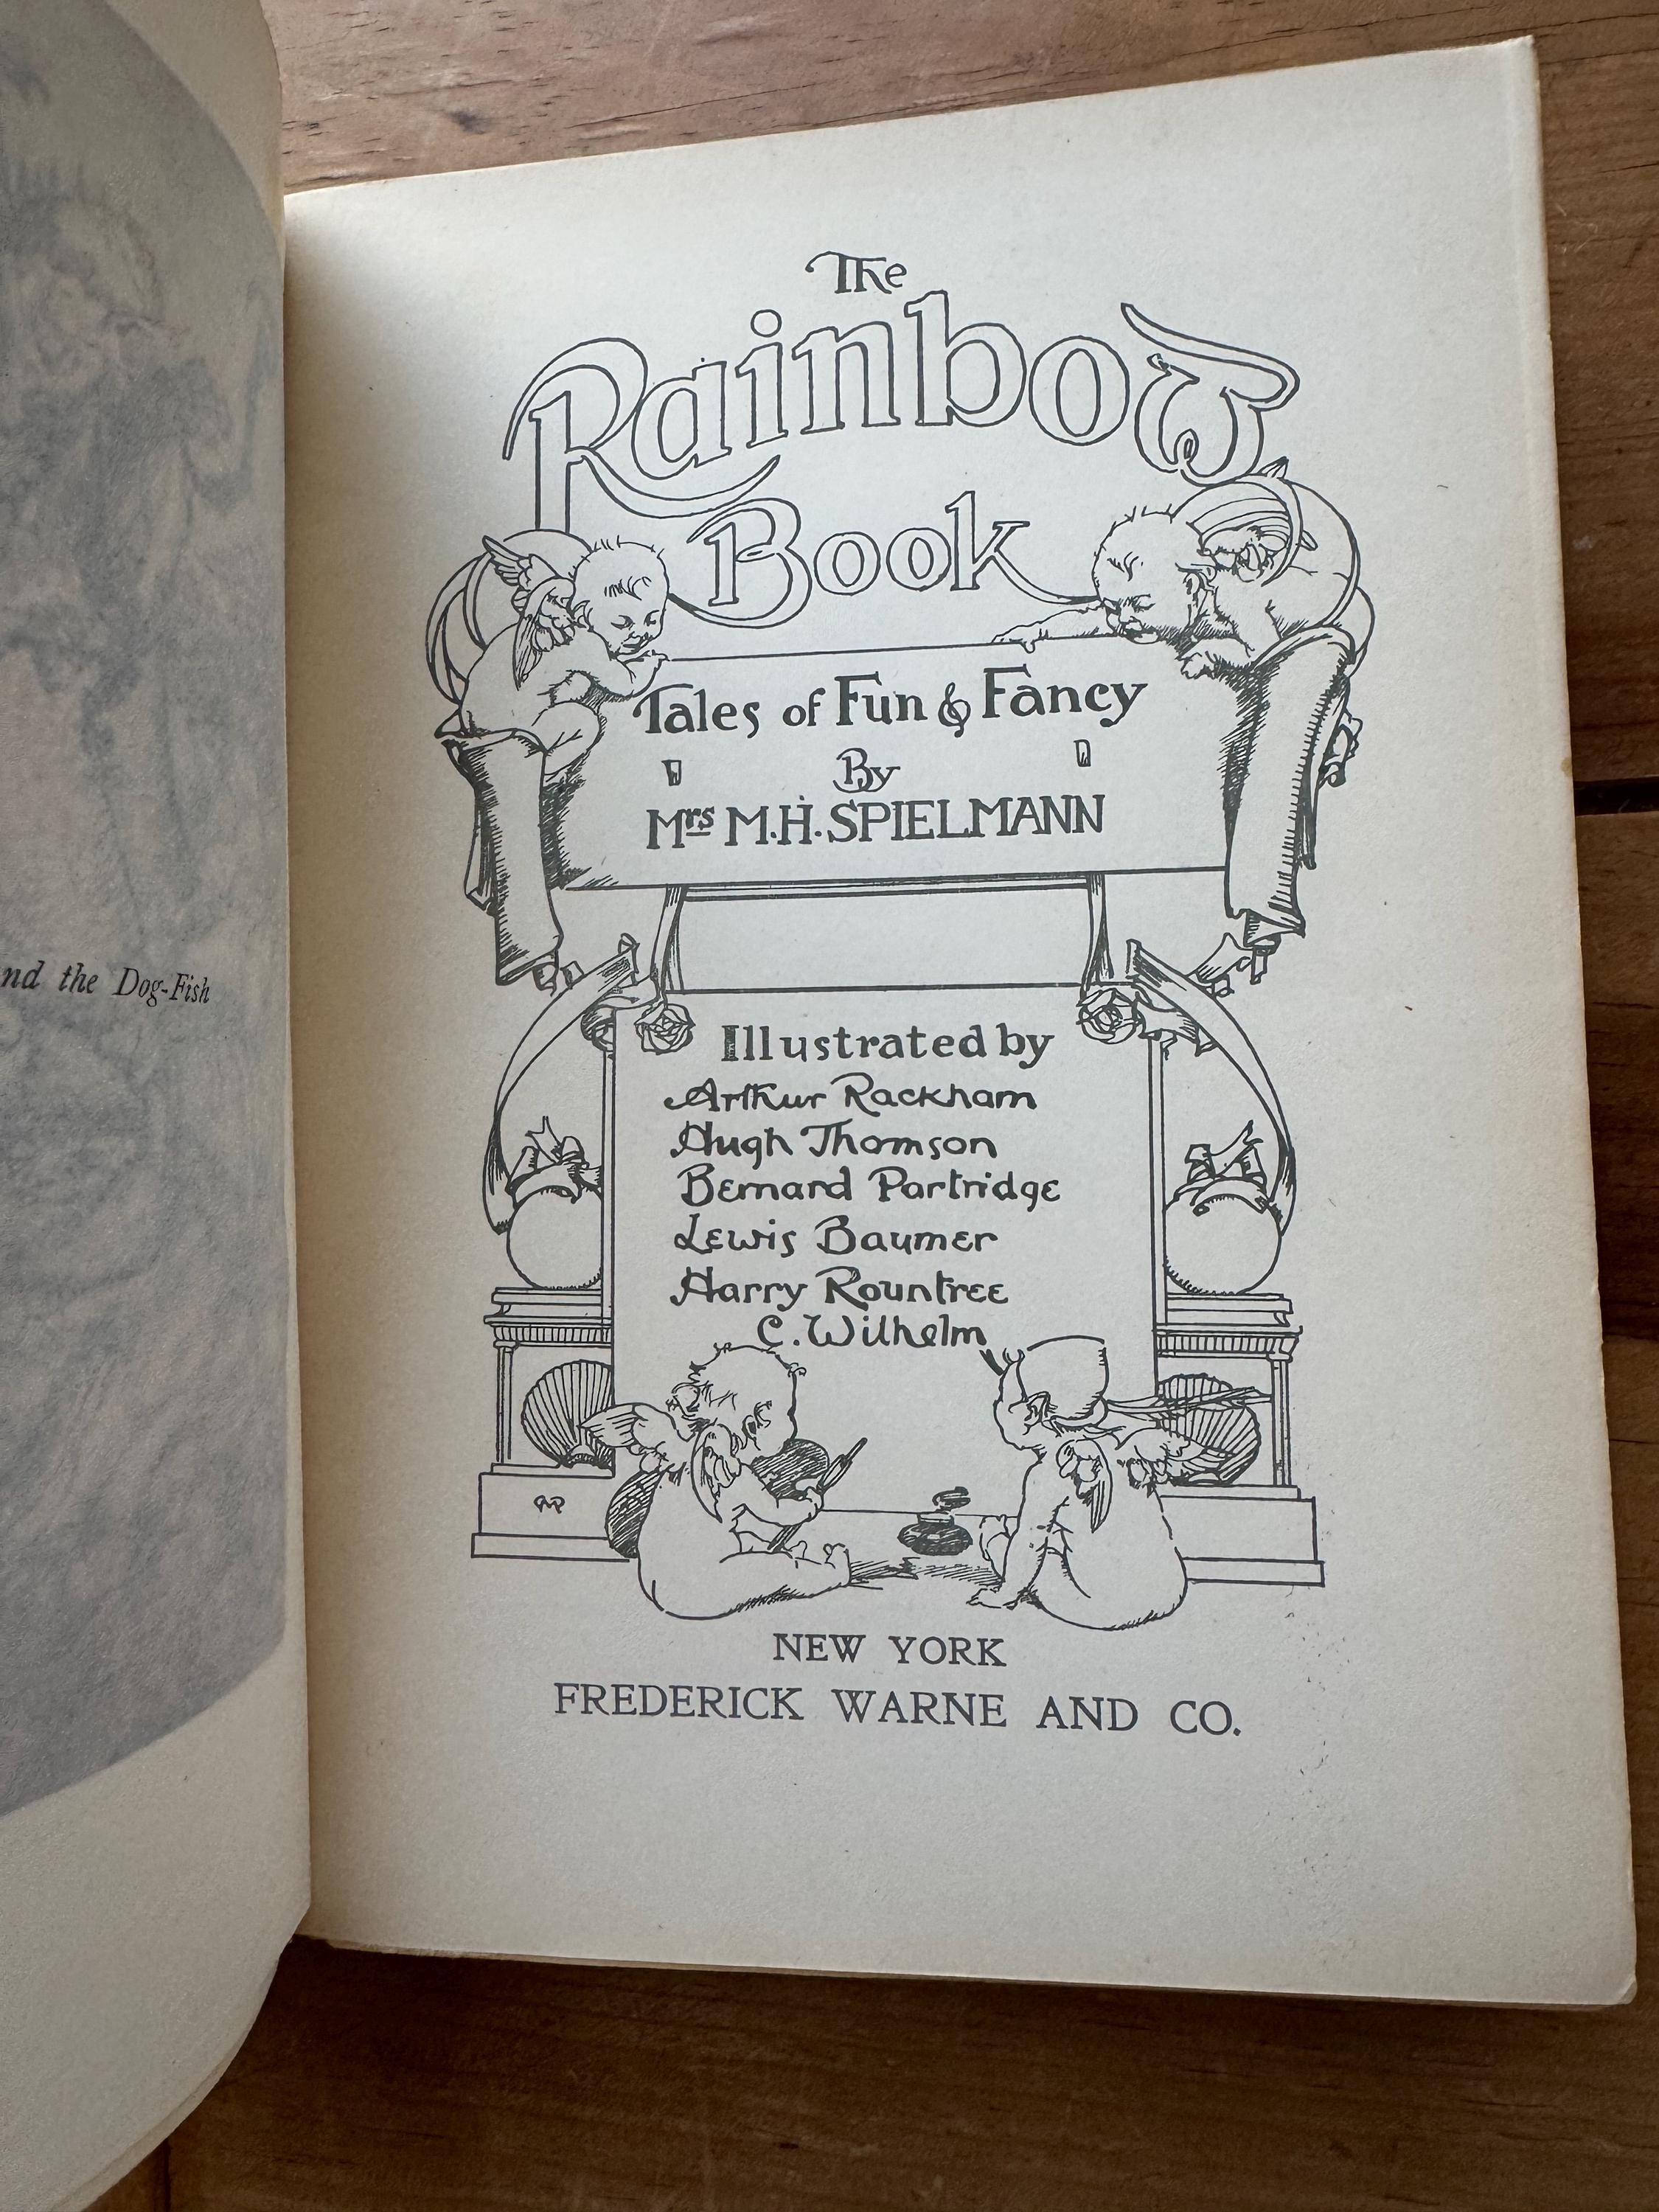 nd the Dog-Fish
The
Rainbow
Book
Tales of Fun & Fancy
By
Mrs M.H.SPIELMANN
Illustrated by
Arthur Rackham
Hugh Thomson
Bernard Partridge
Lewis Baumer
Harry Rountree
C. Wilhelm
NEW YORK
FREDERICK WARNE AND CO.